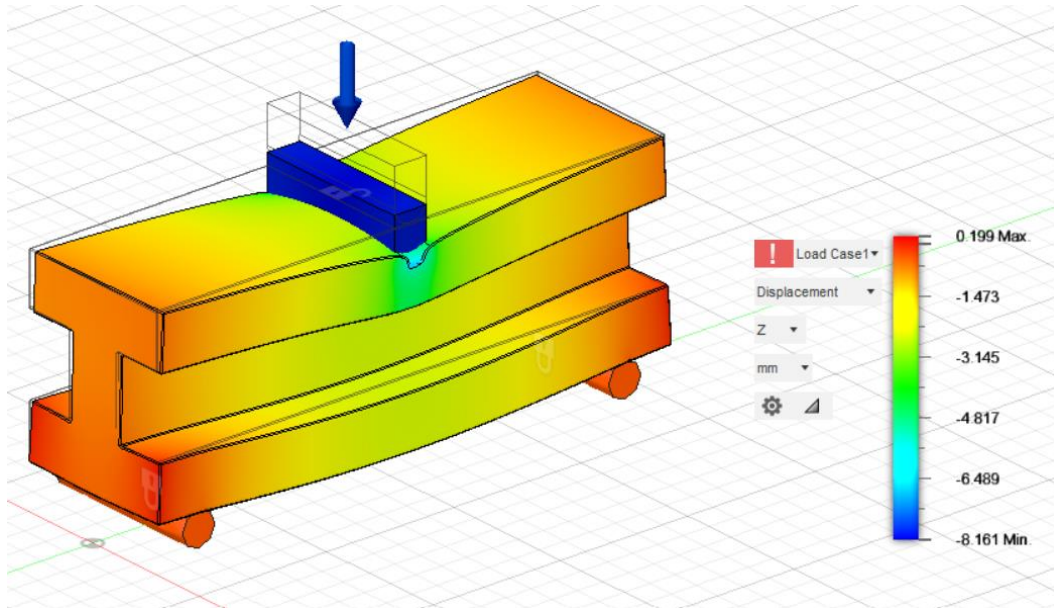 0.199 Max.
! Load Case1
Displacement
-1.473
Z
-3.145
mm
-4.817
-6.489
-8.161 Min.